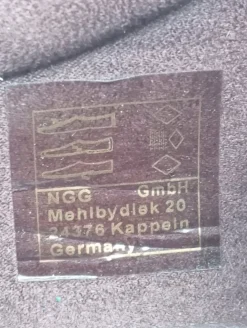 NGG GmbH
Mehlbydiek 20
24376 Kappeln
Germany